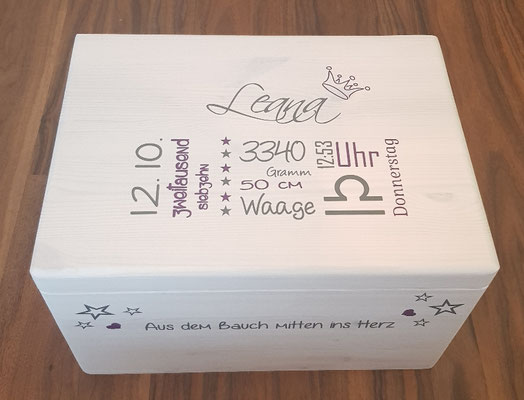 Leana
12.10.
zweitausend
siebzehn
3340
Gramm
50 cm
Waage
12:53
Uhr
Donnerstag
Aus dem Bauch mitten ins Herz